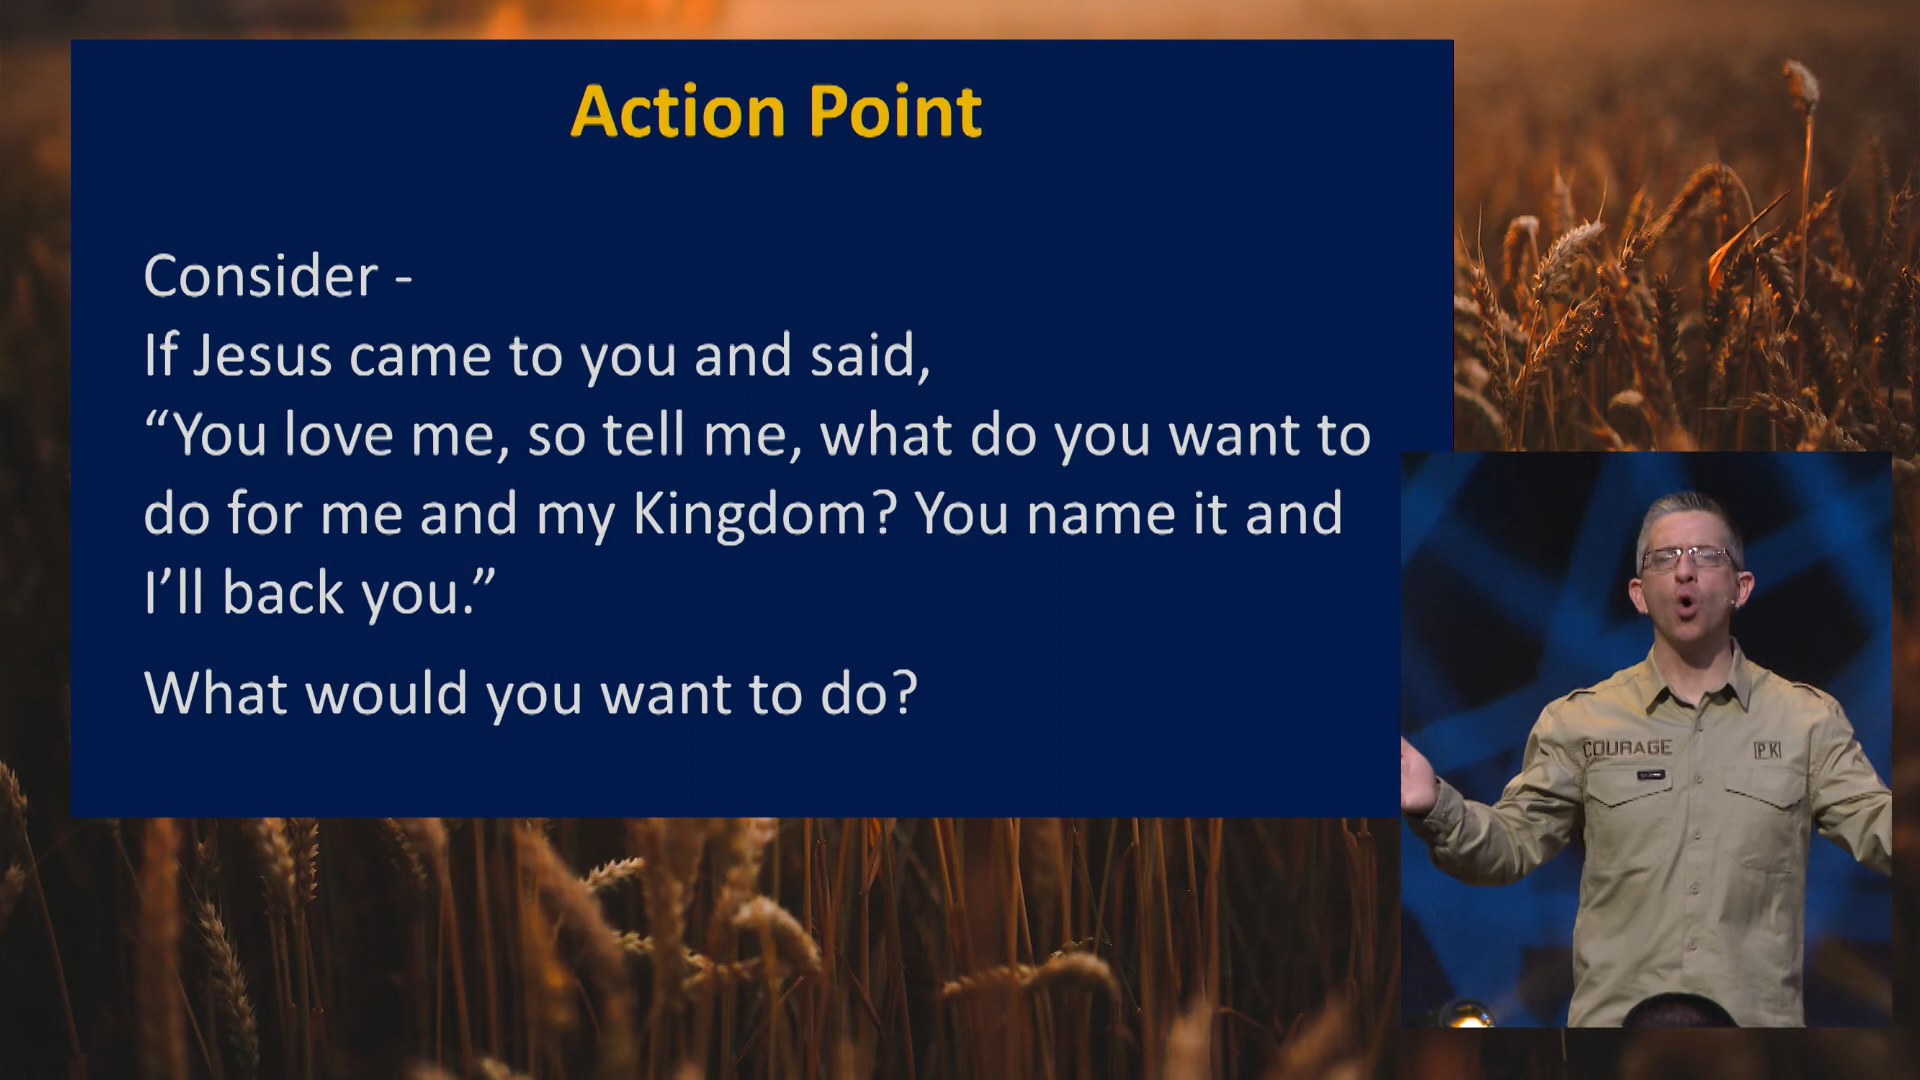 Action Point
Consider -
If Jesus came to you and said,
“You love me, so tell me, what do you want to
do for me and my Kingdom? You name it and
I’ll back you.”
What would you want to do?
COURAGE
PK